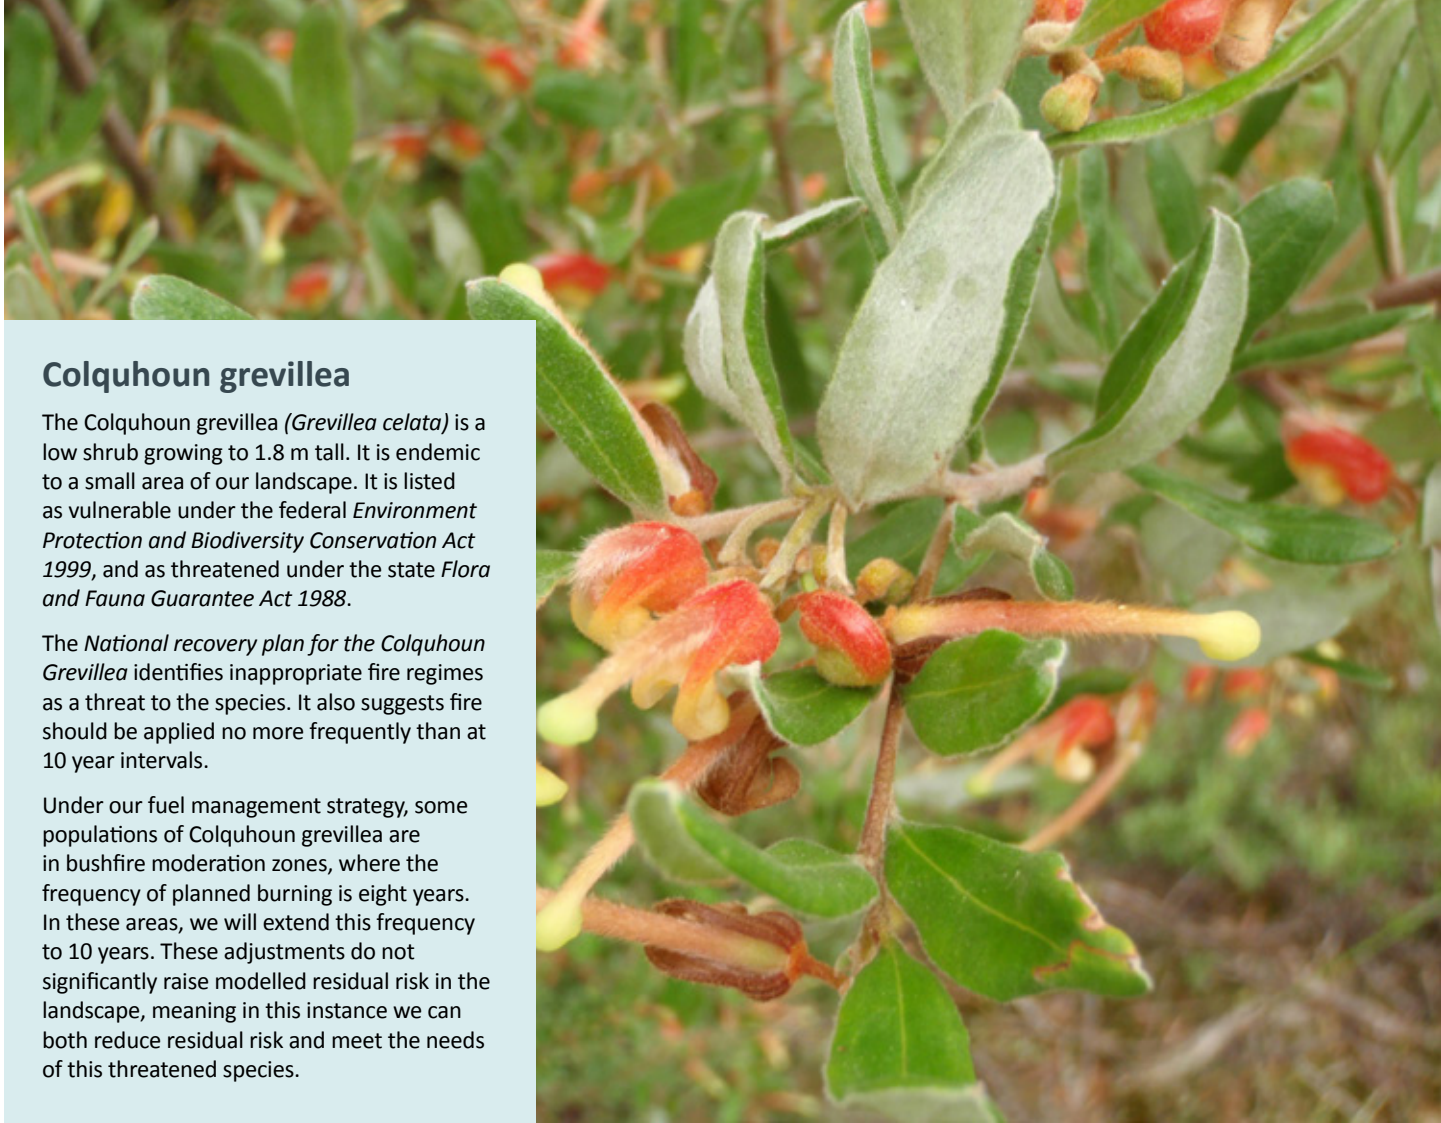 Colquhoun grevillea
The Colquhoun grevillea (Grevillea celata) is a
low shrub growing to 1.8 m tall. It is endemic
to a small area of our landscape. It is listed
as vulnerable under the federal Environment
Protection and Biodiversity Conservation Act
1999, and as threatened under the state Flora
and Fauna Guarantee Act 1988.
The National recovery plan for the Colquhoun
Grevillea identifies inappropriate fire regimes
as a threat to the species. It also suggests fire
should be applied no more frequently than at
10 year intervals.
Under our fuel management strategy, some
populations of Colquhoun grevillea are
in bushfire moderation zones, where the
frequency of planned burning is eight years.
In these areas, we will extend this frequency
to 10 years. These adjustments do not
significantly raise modelled residual risk in the
landscape, meaning in this instance we can
both reduce residual risk and meet the needs
of this threatened species.